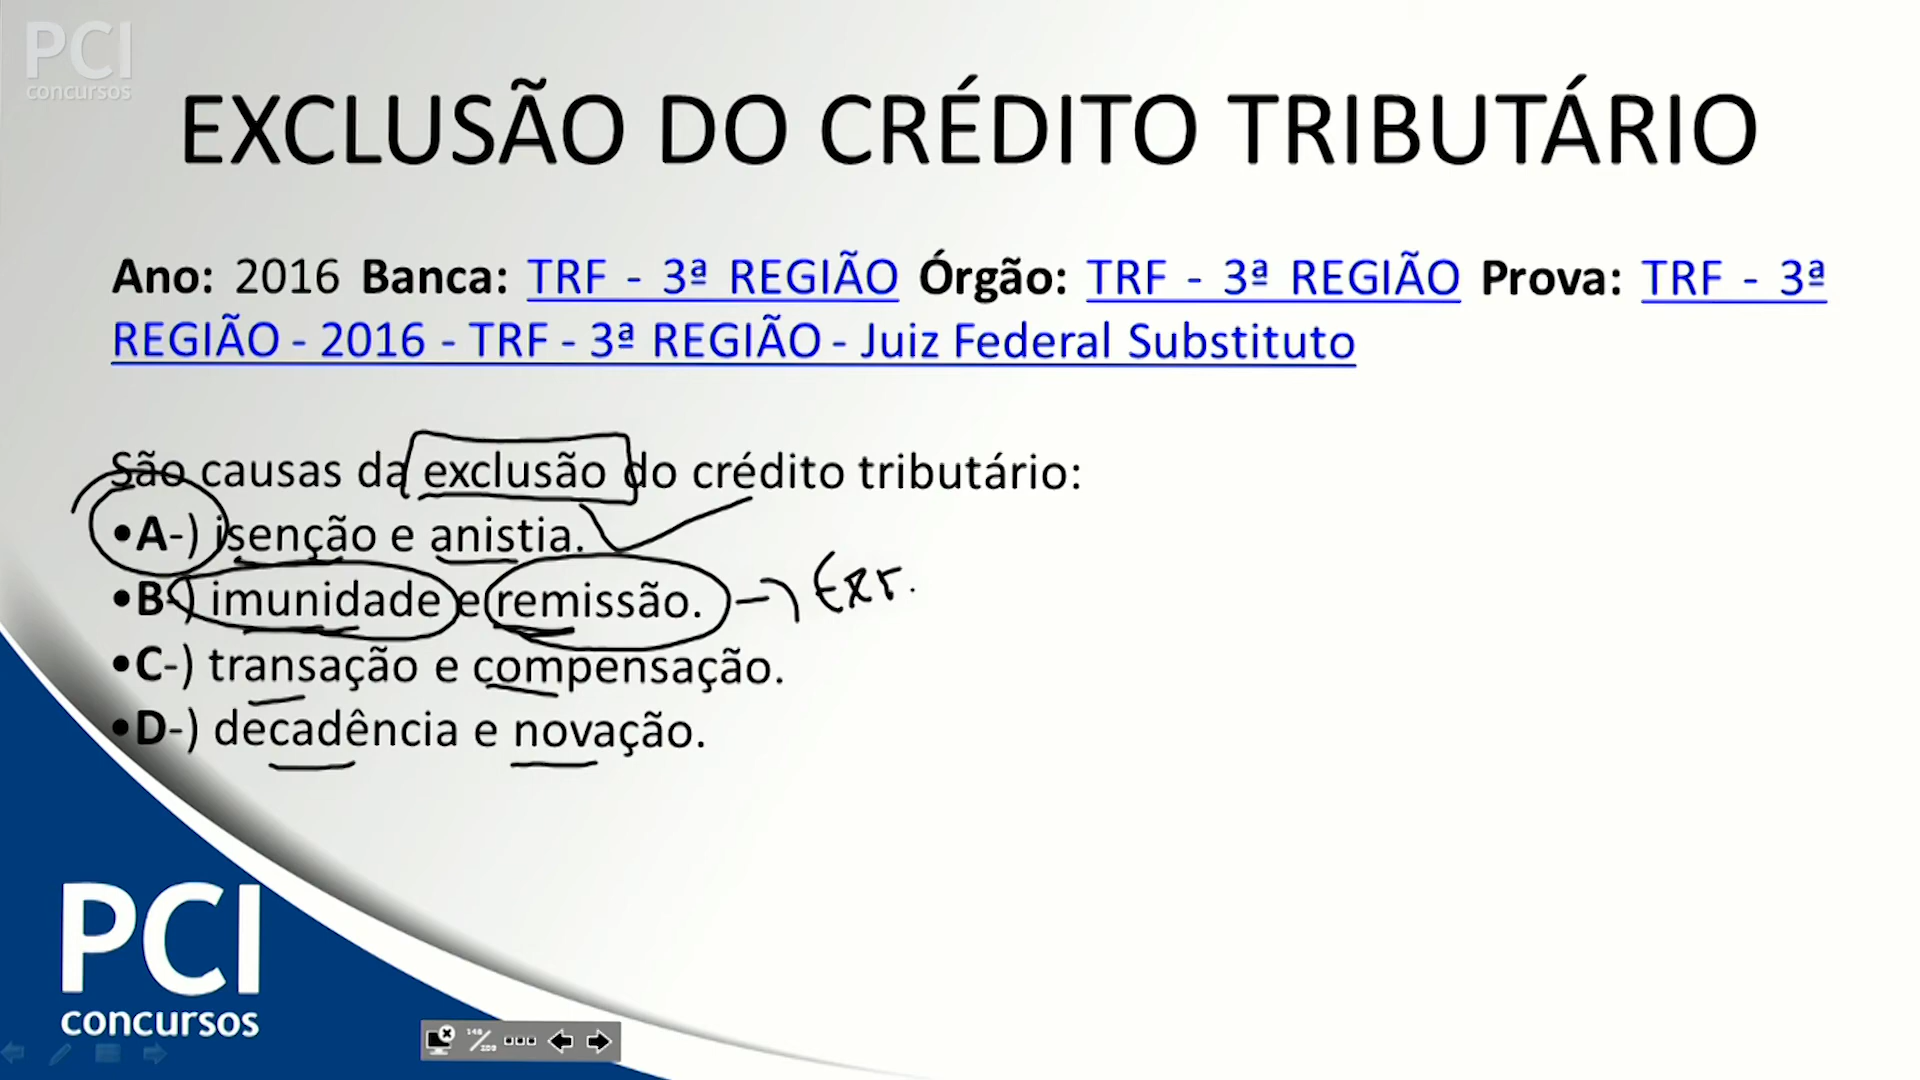 PCI
concursos
EXCLUSÃO DO CRÉDITO TRIBUTÁRIO
Ano: 2016 Banca: TRF - 3ª REGIÃO Órgão: TRF - 3ª REGIÃO Prova: TRF - 3ª
REGIÃO - 2016 - TRF - 3ª REGIÃO - Juiz Federal Substituto
São causas da exclusão do crédito tributário:
•A-) isenção e anistia.
•B-) imunidade e remissão.
•C-) transação e compensação.
•D-) decadência e novação.
PCI
concursos